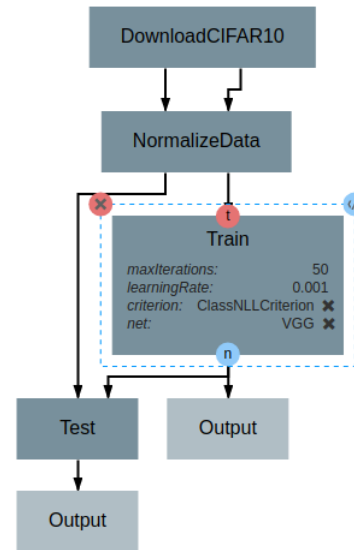 DownloadCIFAR10
NormalizeData
t
Train
maxIterations: 50
learningRate: 0.001
criterion: ClassNLLCriterion ✖
net: VGG ✖
n
Test
Output
Output